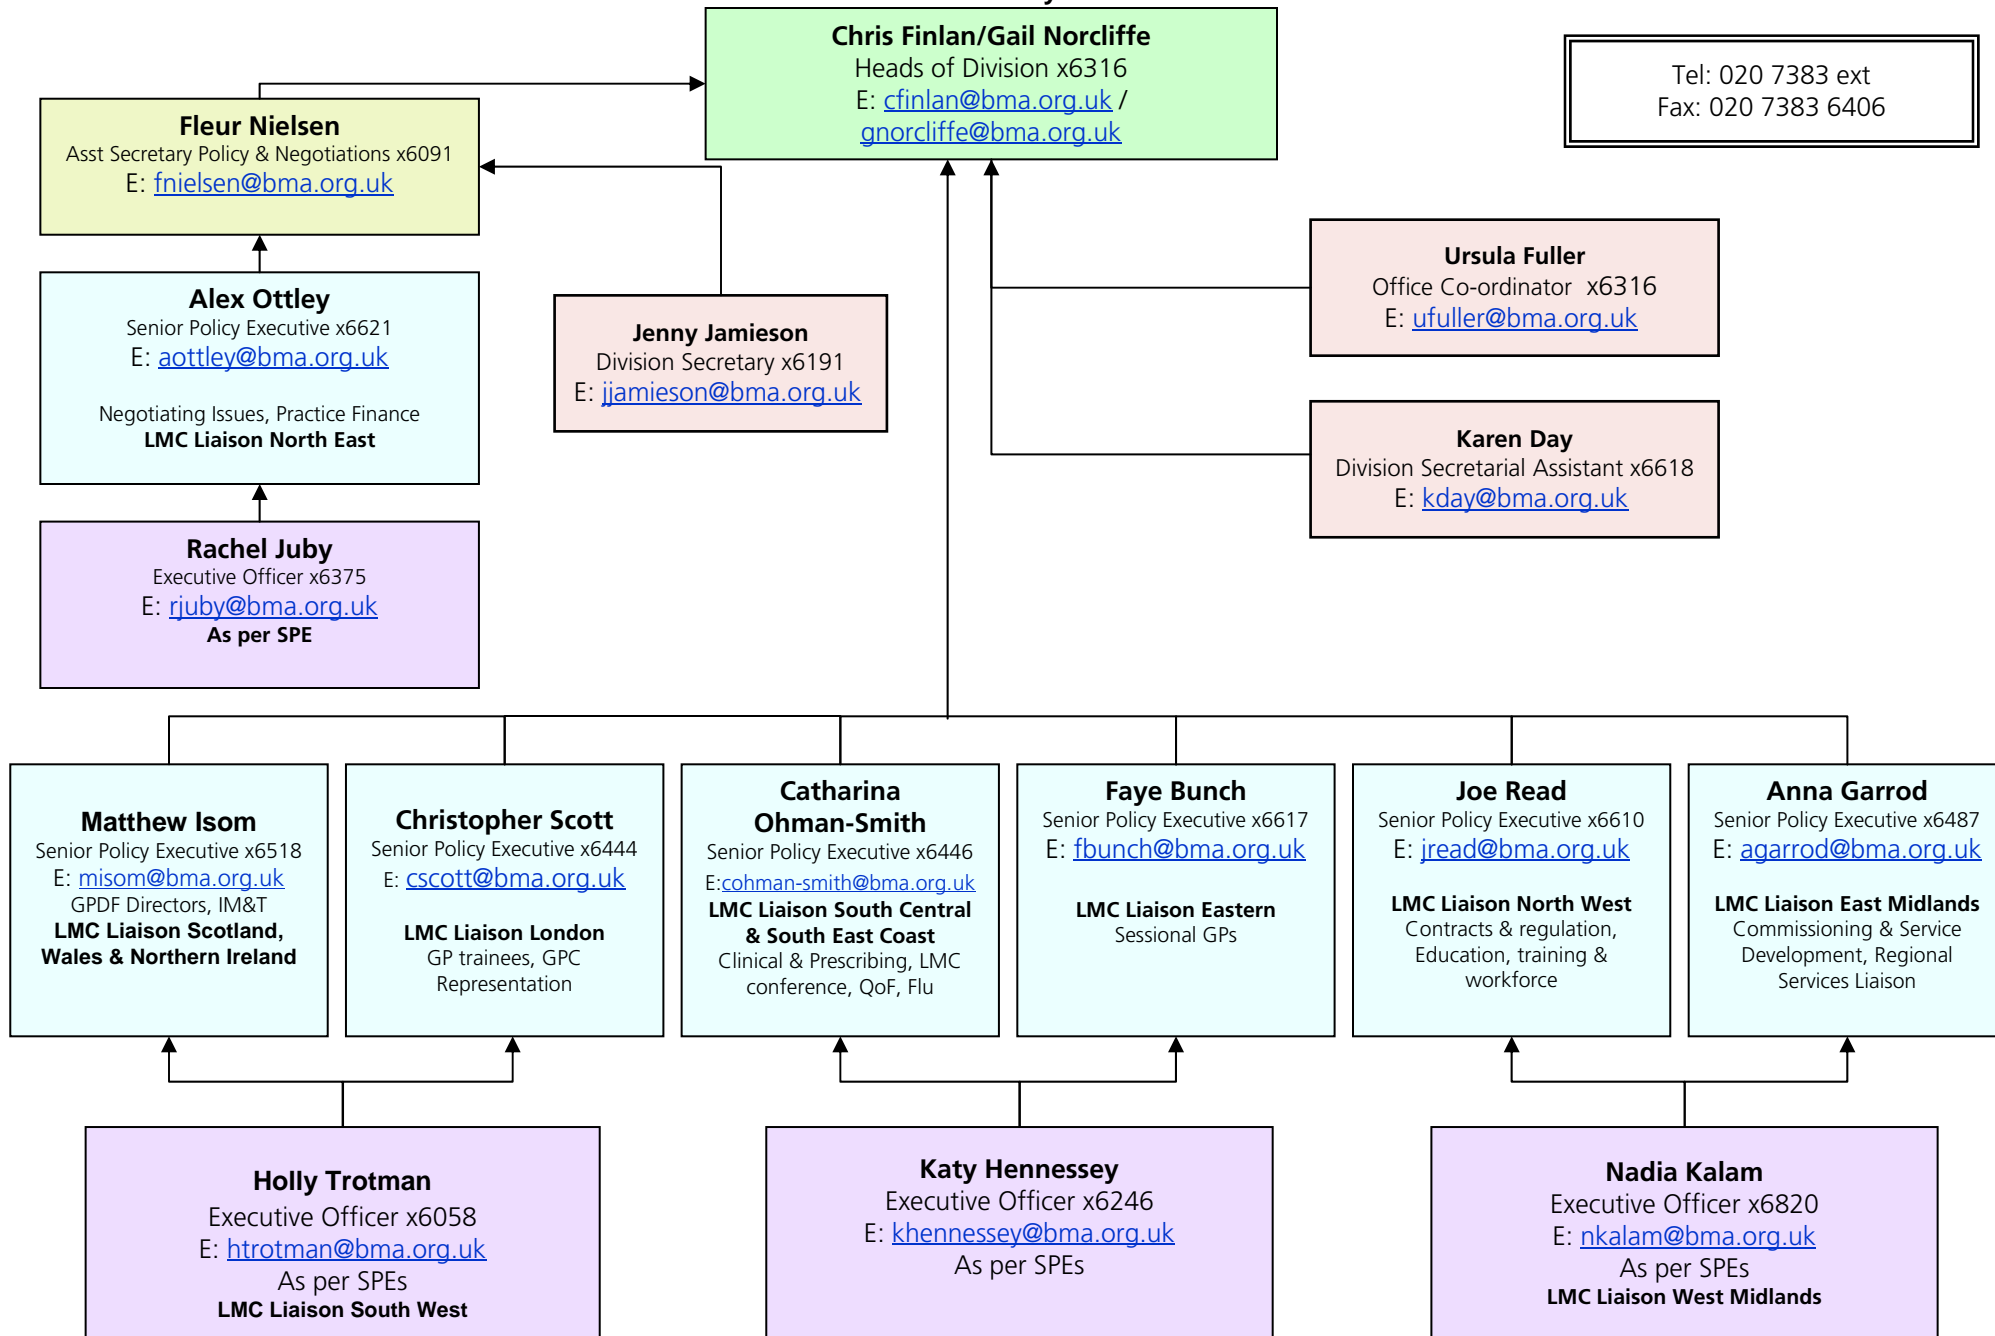 Chris Finlan/Gail Norcliffe
Heads of Division x6316
E: cfinlan@bma.org.uk /
gnorcliffe@bma.org.uk
Tel: 020 7383 ext
Fax: 020 7383 6406
Fleur Nielsen
Asst Secretary Policy & Negotiations x6091
E: fnielsen@bma.org.uk
Ursula Fuller
Office Co-ordinator x6316
E: ufuller@bma.org.uk
Alex Ottley
Senior Policy Executive x6621
E: aottley@bma.org.uk
Negotiating Issues, Practice Finance
LMC Liaison North East
Jenny Jamieson
Division Secretary x6191
E: jjamieson@bma.org.uk
Karen Day
Division Secretarial Assistant x6618
E: kday@bma.org.uk
Rachel Juby
Executive Officer x6375
E: rjuby@bma.org.uk
As per SPE
Matthew Isom
Senior Policy Executive x6518
E: misom@bma.org.uk
GPDF Directors, IM&T
LMC Liaison Scotland,
Wales & Northern Ireland
Christopher Scott
Senior Policy Executive x6444
E: cscott@bma.org.uk
LMC Liaison London
GP trainees, GPC
Representation
Catharina
Ohman-Smith
Senior Policy Executive x6446
E:cohman-smith@bma.org.uk
LMC Liaison South Central
& South East Coast
Clinical & Prescribing, LMC
conference, QoF, Flu
Faye Bunch
Senior Policy Executive x6617
E: fbunch@bma.org.uk
LMC Liaison Eastern
Sessional GPs
Joe Read
Senior Policy Executive x6610
E: jread@bma.org.uk
LMC Liaison North West
Contracts & regulation,
Education, training &
workforce
Anna Garrod
Senior Policy Executive x6487
E: agarrod@bma.org.uk
LMC Liaison East Midlands
Commissioning & Service
Development, Regional
Services Liaison
Holly Trotman
Executive Officer x6058
E: htrotman@bma.org.uk
As per SPEs
LMC Liaison South West
Katy Hennessey
Executive Officer x6246
E: khennessey@bma.org.uk
As per SPEs
Nadia Kalam
Executive Officer x6820
E: nkalam@bma.org.uk
As per SPEs
LMC Liaison West Midlands